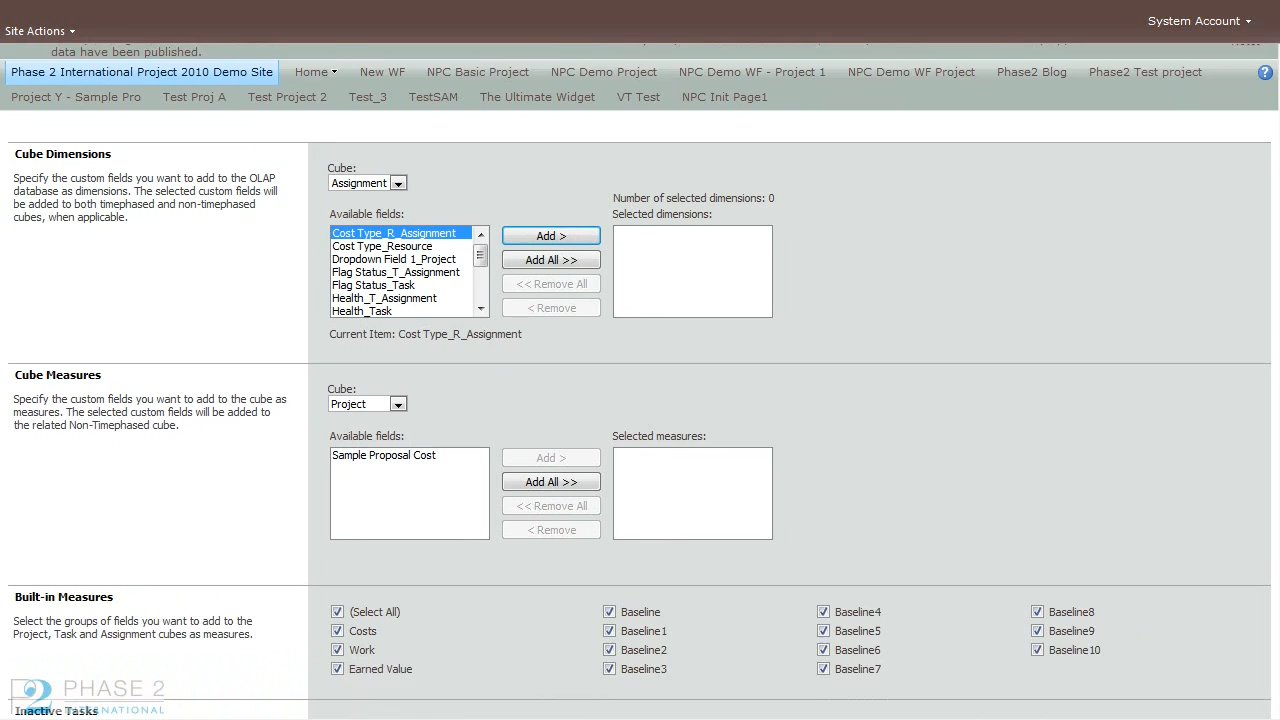 System Account
Site Actions
data have been published.
Phase 2 International Project 2010 Demo Site Home New WF NPC Basic Project NPC Demo Project NPC Demo WF - Project 1 NPC Demo WF Project Phase2 Blog Phase2 Test project
Project Y - Sample Pro Test Proj A Test Project 2 Test_3 TestSAM The Ultimate Widget VT Test NPC Init Page1
Cube Dimensions
Specify the custom fields you want to add to the OLAP
database as dimensions. The selected custom fields will
be added to both timephased and non-timephased
cubes, when applicable.
Cube:
Assignment
Number of selected dimensions: 0
Available fields:
Selected dimensions:
Cost Type_R_Assignment
Cost Type_Resource
Dropdown Field 1_Project
Flag Status_T_Assignment
Flag Status_Task
Health_T_Assignment
Health_Task
Add >
Add All >>
<< Remove All
< Remove
Current Item: Cost Type_R_Assignment
Cube Measures
Specify the custom fields you want to add to the cube as
measures. The selected custom fields will be added to
the related Non-Timephased cube.
Cube:
Project
Available fields:
Selected measures:
Sample Proposal Cost
Add >
Add All >>
<< Remove All
< Remove
Built-in Measures
Select the groups of fields you want to add to the
Project, Task and Assignment cubes as measures.
(Select All) Baseline Baseline4 Baseline8
Costs Baseline1 Baseline5 Baseline9
Work Baseline2 Baseline6 Baseline10
Earned Value Baseline3 Baseline7
PHASE 2
INTERNATIONAL
Inactive Tasks